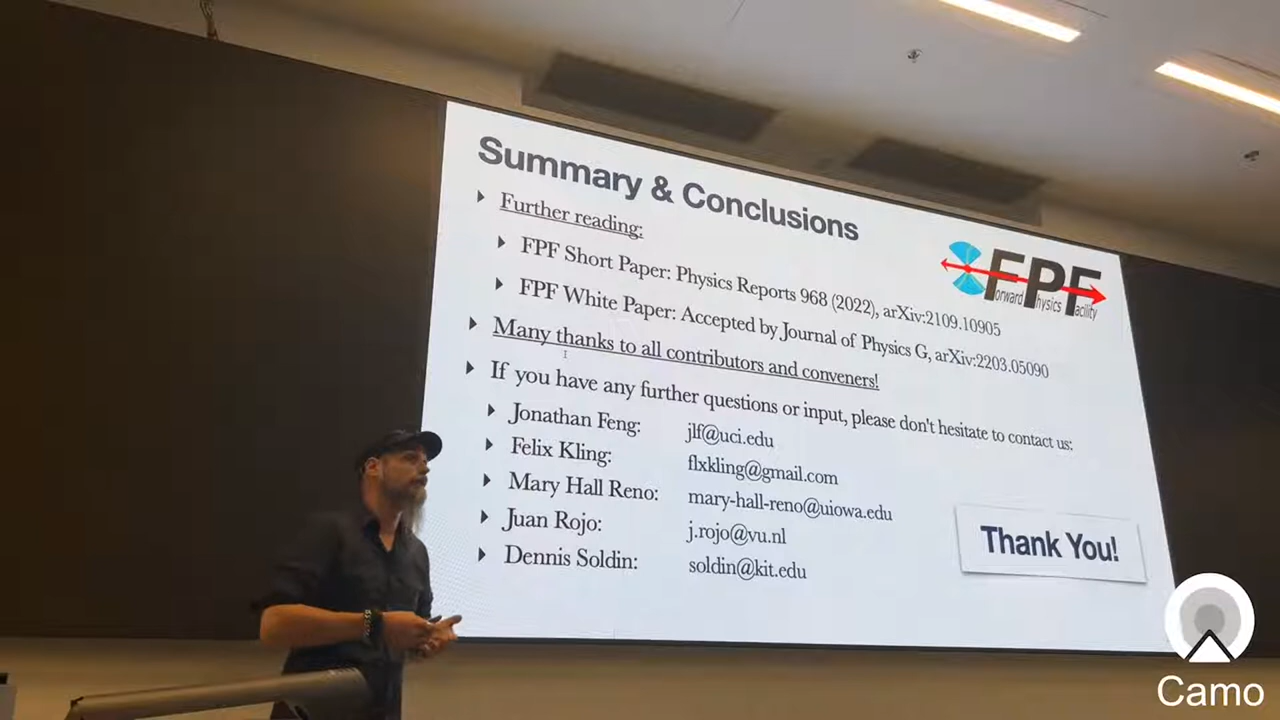 Summary & Conclusions
Further reading:
FPF Short Paper: Physics Reports 968 (2022), arXiv:2109.10905
FPF White Paper: Accepted by Journal of Physics G, arXiv:2203.05090
Many thanks to all contributors and conveners!
If you have any further questions or input, please don't hesitate to contact us:
Jonathan Feng: jlf@uci.edu
Felix Kling: flxkling@gmail.com
Mary Hall Reno: mary-hall-reno@uiowa.edu
Juan Rojo: j.rojo@vu.nl
Dennis Soldin: soldin@kit.edu
Forward Physics Facility
Thank You!
Camo